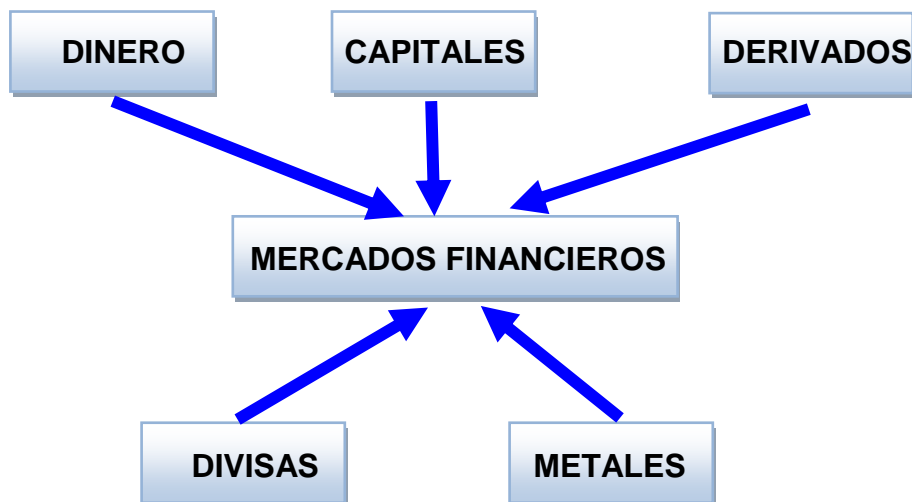 DINERO
CAPITALES
DERIVADOS
MERCADOS FINANCIEROS
DIVISAS
METALES